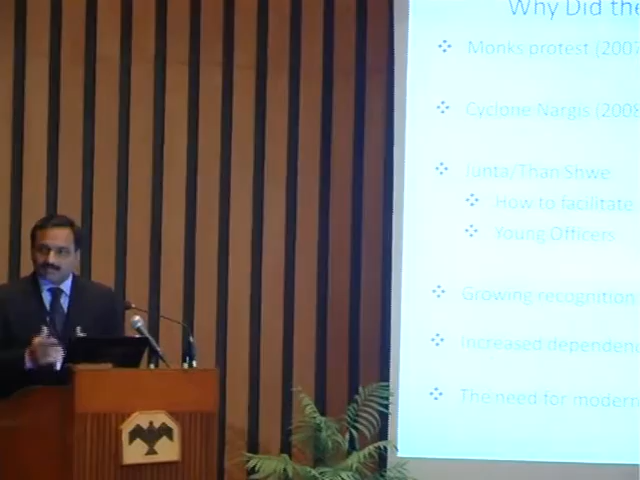 Why Did the
Monks protest (2007
Cyclone Nargis (2008
Junta/Than Shwe
How to facilitate
Young Officers
Growing recognition
Increased dependenc
The need for modern